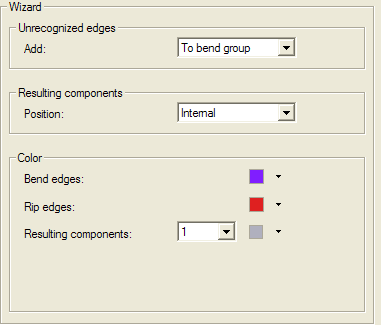 Wizard
Unrecognized edges
Add: To bend group
Resulting components
Position: Internal
Color
Bend edges:
Rip edges:
Resulting components: 1